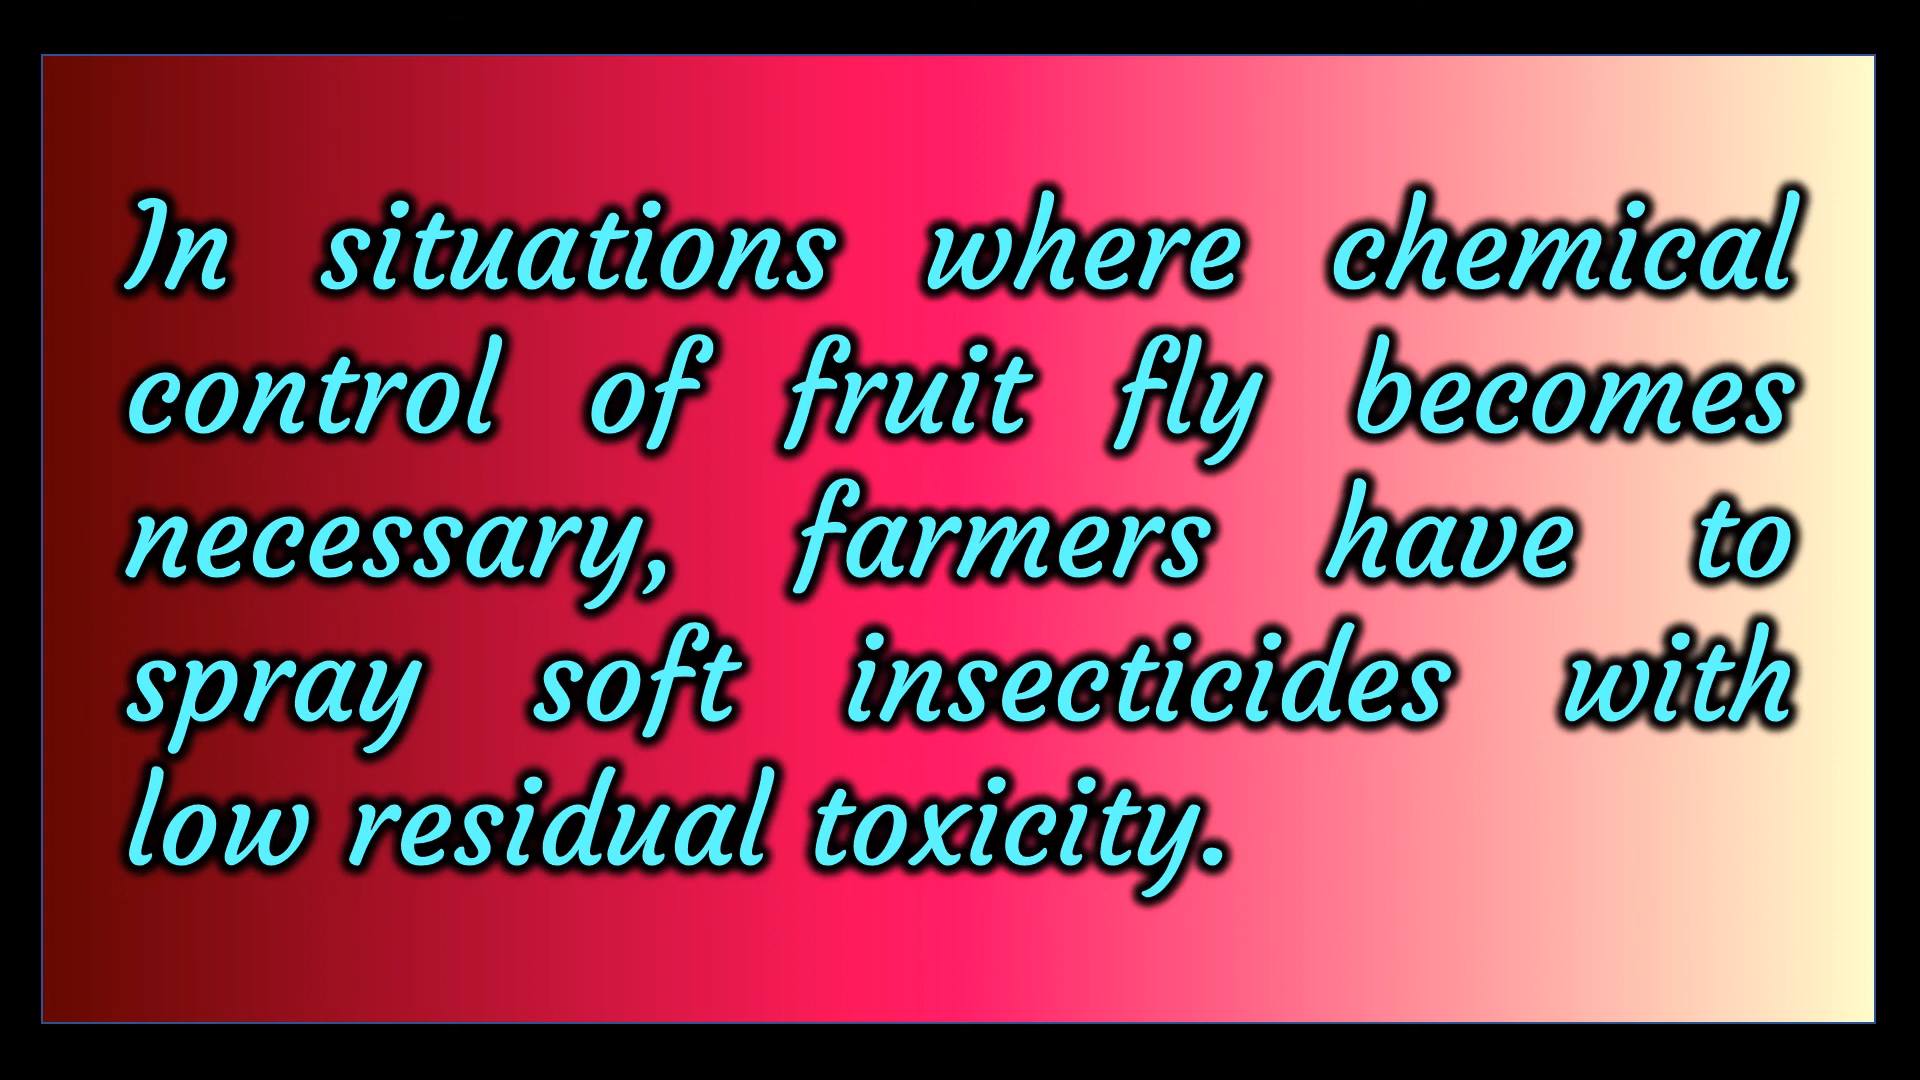 In situations where chemical
control of fruit fly becomes
necessary, farmers have to
spray soft insecticides with
low residual toxicity.